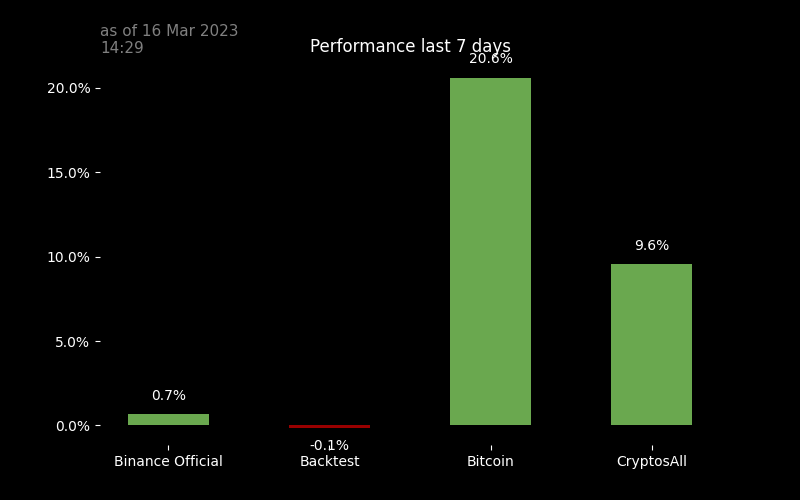 as of 16 Mar 2023
14:29
Performance last 7 days
20.6%
20.0%
15.0%
10.0%
9.6%
5.0%
0.7%
0.0%
-0.1%
Binance Official
Backtest
Bitcoin
CryptosAll